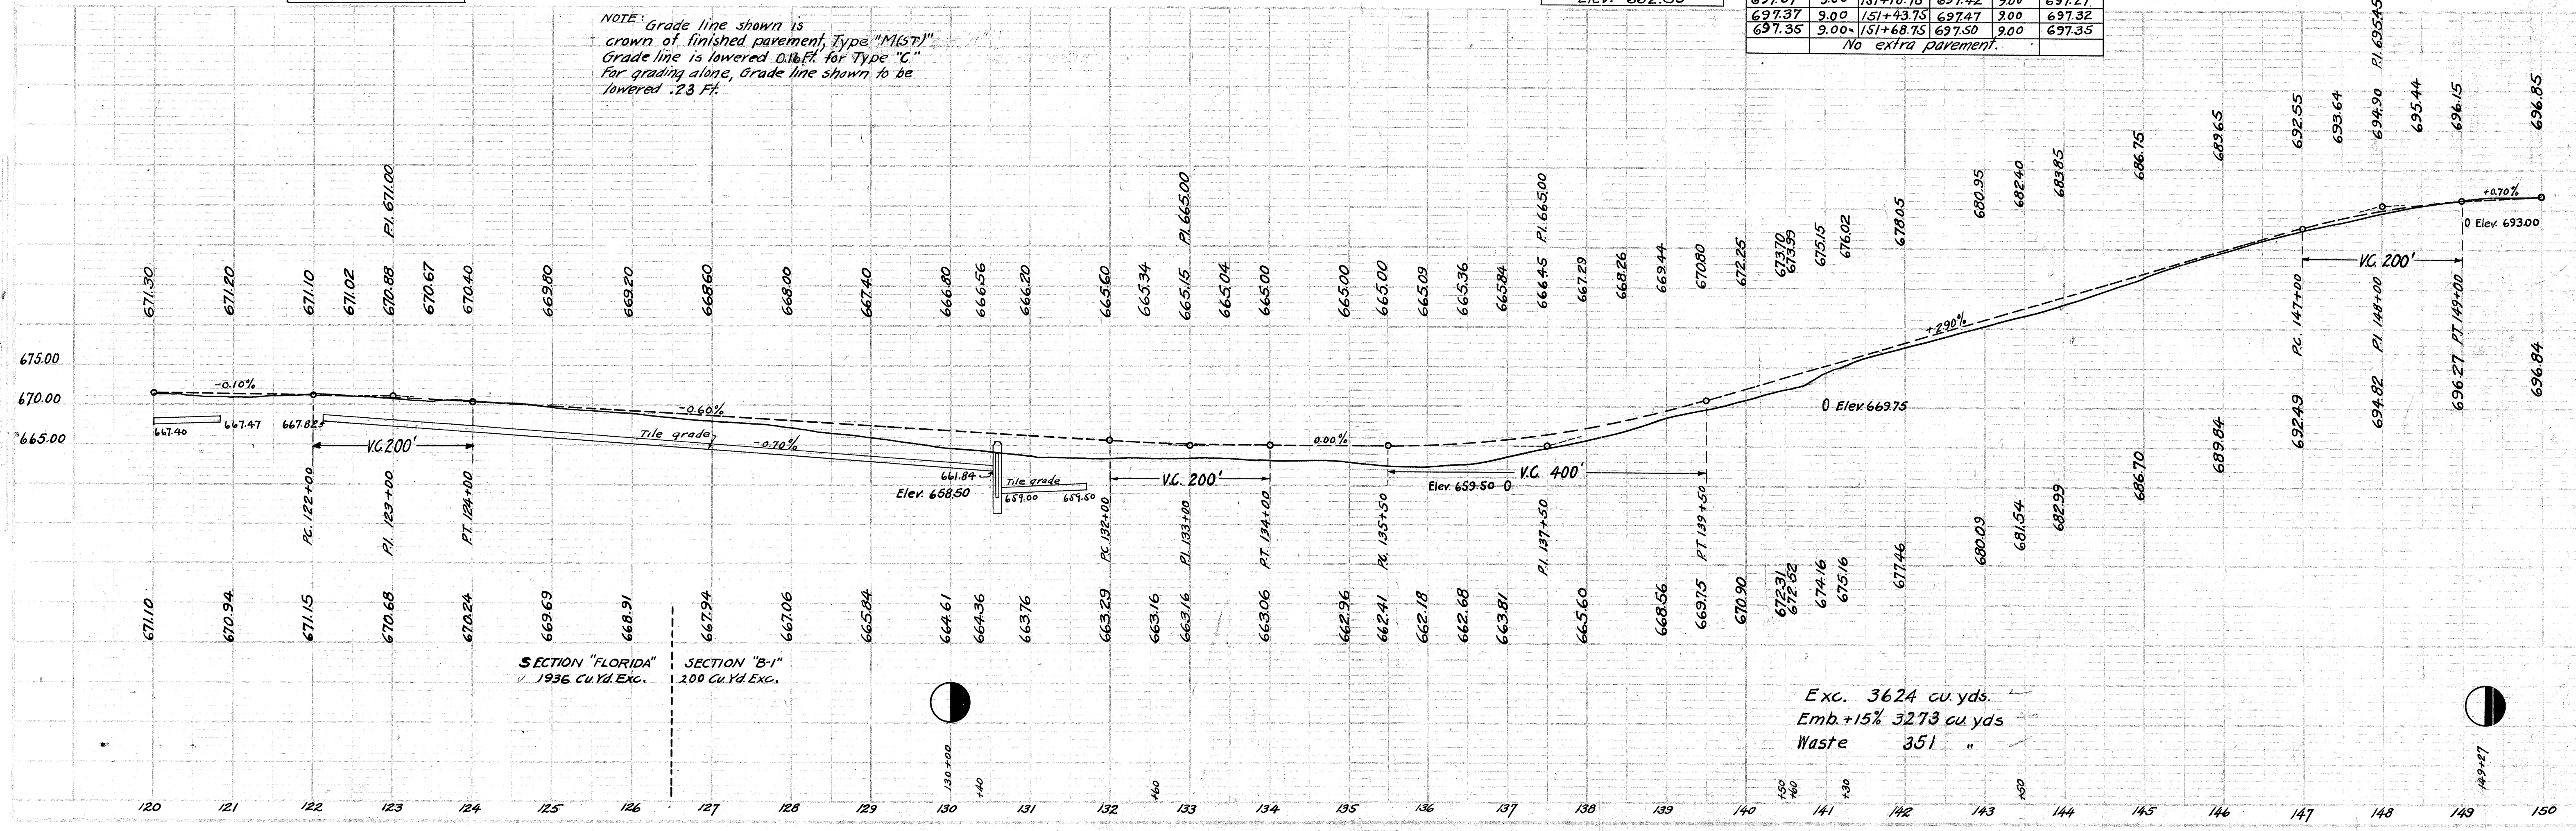 Elev. 662.50
697.37 9.00 151+43.75 697.47 9.00 697.32
697.35 9.00 151+68.75 697.50 9.00 697.35
No extra pavement.
NOTE:
Grade line shown is
crown of finished pavement, Type "M(ST)"
Grade line is lowered 0.16 Ft. for Type "C"
For grading alone, Grade line shown to be
lowered .23 Ft.
P.I. 671.00
P.I. 665.00
P.I. 665.00
P.I. 695.45
671.30
671.20
671.10
671.02
670.88
670.67
670.40
669.80
669.20
668.60
668.00
667.40
666.80
666.56
666.20
665.60
665.34
665.15
665.04
665.00
665.00
665.00
665.09
665.36
665.84
666.45
667.29
668.26
669.44
670.80
672.25
673.70
673.99
675.15
676.02
678.05
680.95
682.40
683.85
686.75
689.65
692.55
693.64
694.90
695.44
696.15
696.85
675.00
670.00
665.00
-0.10%
-0.60%
-0.70%
0.00%
+2.90%
+0.70%
667.40
667.47
667.82
Tile grade
661.84
Elev. 658.50
Tile grade
659.00
659.50
Elev. 659.50
Elev. 669.75
Elev. 693.00
V.C. 200'
V.C. 200'
V.C. 400'
V.C. 200'
P.C. 122+00
P.I. 123+00
P.T. 124+00
P.C. 132+00
P.I. 133+00
P.T. 134+00
P.C. 135+50
P.I. 137+50
P.T. 139+50
P.C. 147+00
P.I. 148+00
P.T. 149+00
671.10
670.94
671.15
670.68
670.24
669.69
668.91
667.94
667.06
665.84
664.61
664.36
663.76
663.29
663.16
663.16
663.06
662.96
662.41
662.18
662.68
663.81
665.60
668.56
669.75
670.90
672.31
672.52
674.16
675.16
677.46
680.09
681.54
682.99
686.70
689.84
692.49
694.82
696.27
696.84
SECTION "FLORIDA"
1936 Cu.Yd. Exc.
SECTION "B-1"
200 Cu.Yd. Exc.
Exc. 3624 cu. yds.
Emb. +15% 3273 cu. yds
Waste 351 "
130+00
+40
+60
+50
+60
+30
+50
149+27
120 121 122 123 124 125 126 127 128 129 130 131 132 133 134 135 136 137 138 139 140 141 142 143 144 145 146 147 148 149 150